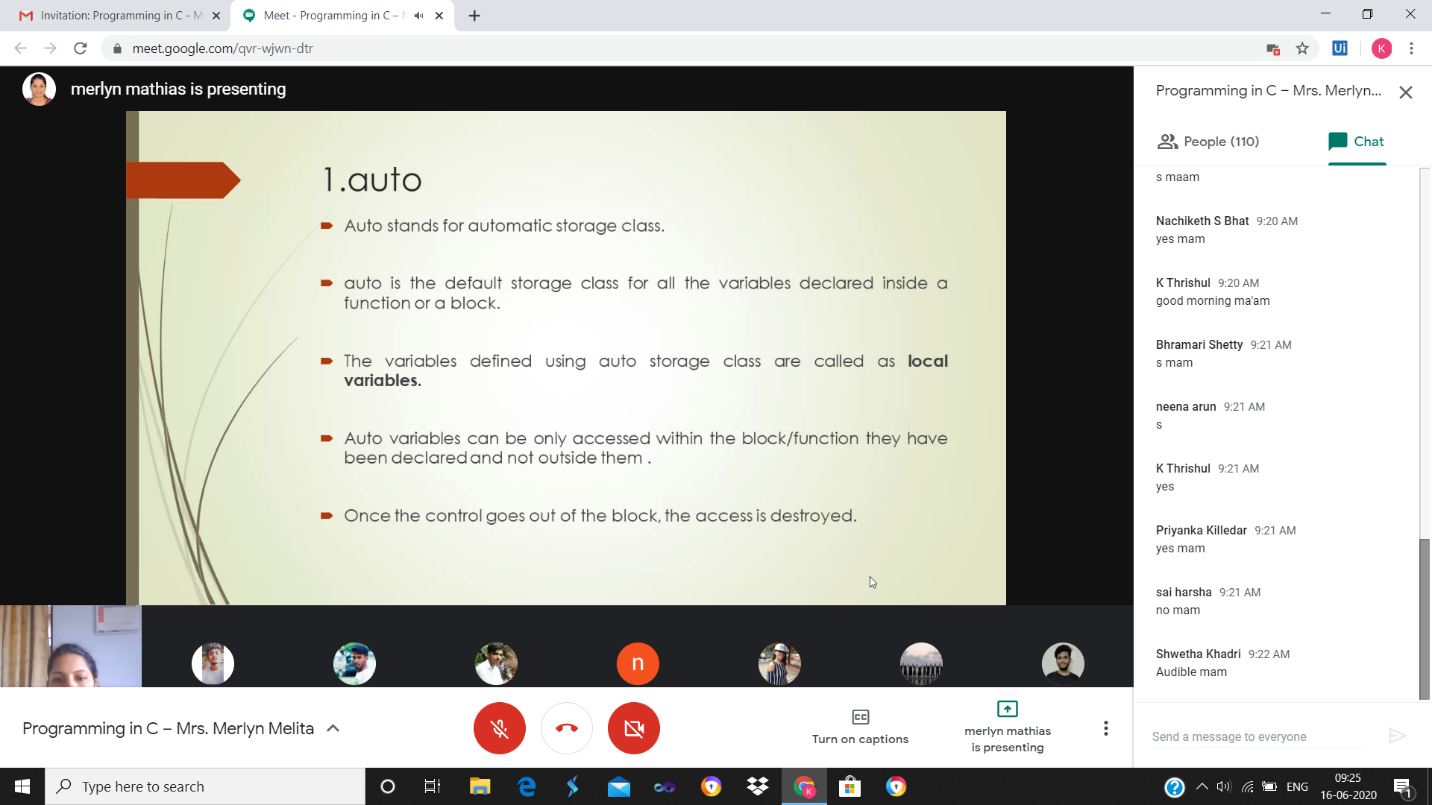 Invitation: Programming in C - M
Meet - Programming in C –
meet.google.com/qvr-wjwn-dtr
Ui
K
merlyn mathias is presenting
1.auto
Auto stands for automatic storage class.
auto is the default storage class for all the variables declared inside a
function or a block.
The variables defined using auto storage class are called as local
variables.
Auto variables can be only accessed within the block/function they have
been declared and not outside them .
Once the control goes out of the block, the access is destroyed.
n
Programming in C – Mrs. Merlyn Melita
CC
Turn on captions
merlyn mathias
is presenting
Programming in C – Mrs. Merlyn...
People (110)
Chat
s maam
Nachiketh S Bhat 9:20 AM
yes mam
K Thrishul 9:20 AM
good morning ma'am
Bhramari Shetty 9:21 AM
s mam
neena arun 9:21 AM
s
K Thrishul 9:21 AM
yes
Priyanka Killedar 9:21 AM
yes mam
sai harsha 9:21 AM
no mam
Shwetha Khadri 9:22 AM
Audible mam
Send a message to everyone
Type here to search
ENG
09:25
16-06-2020
1